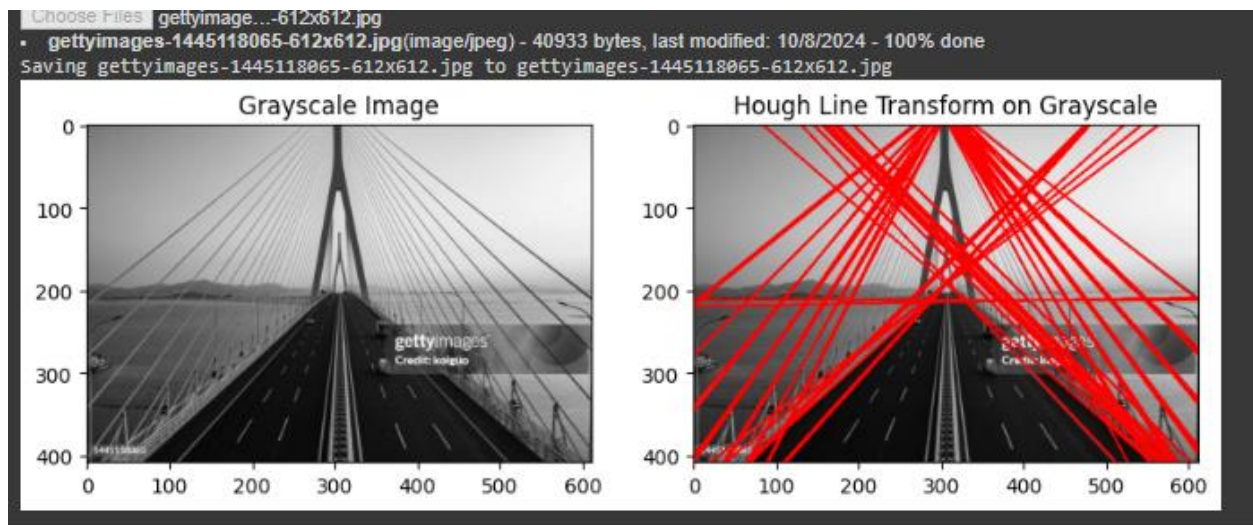 Choose Files gettyimage...-612x612.jpg
▪ gettyimages-1445118065-612x612.jpg(image/jpeg) - 40933 bytes, last modified: 10/8/2024 - 100% done
Saving gettyimages-1445118065-612x612.jpg to gettyimages-1445118065-612x612.jpg
Grayscale Image
0
100
200
300
400
0 100 200 300 400 500 600
gettyimages
Credit: koiguo
Hough Line Transform on Grayscale
0
100
200
300
400
0 100 200 300 400 500 600